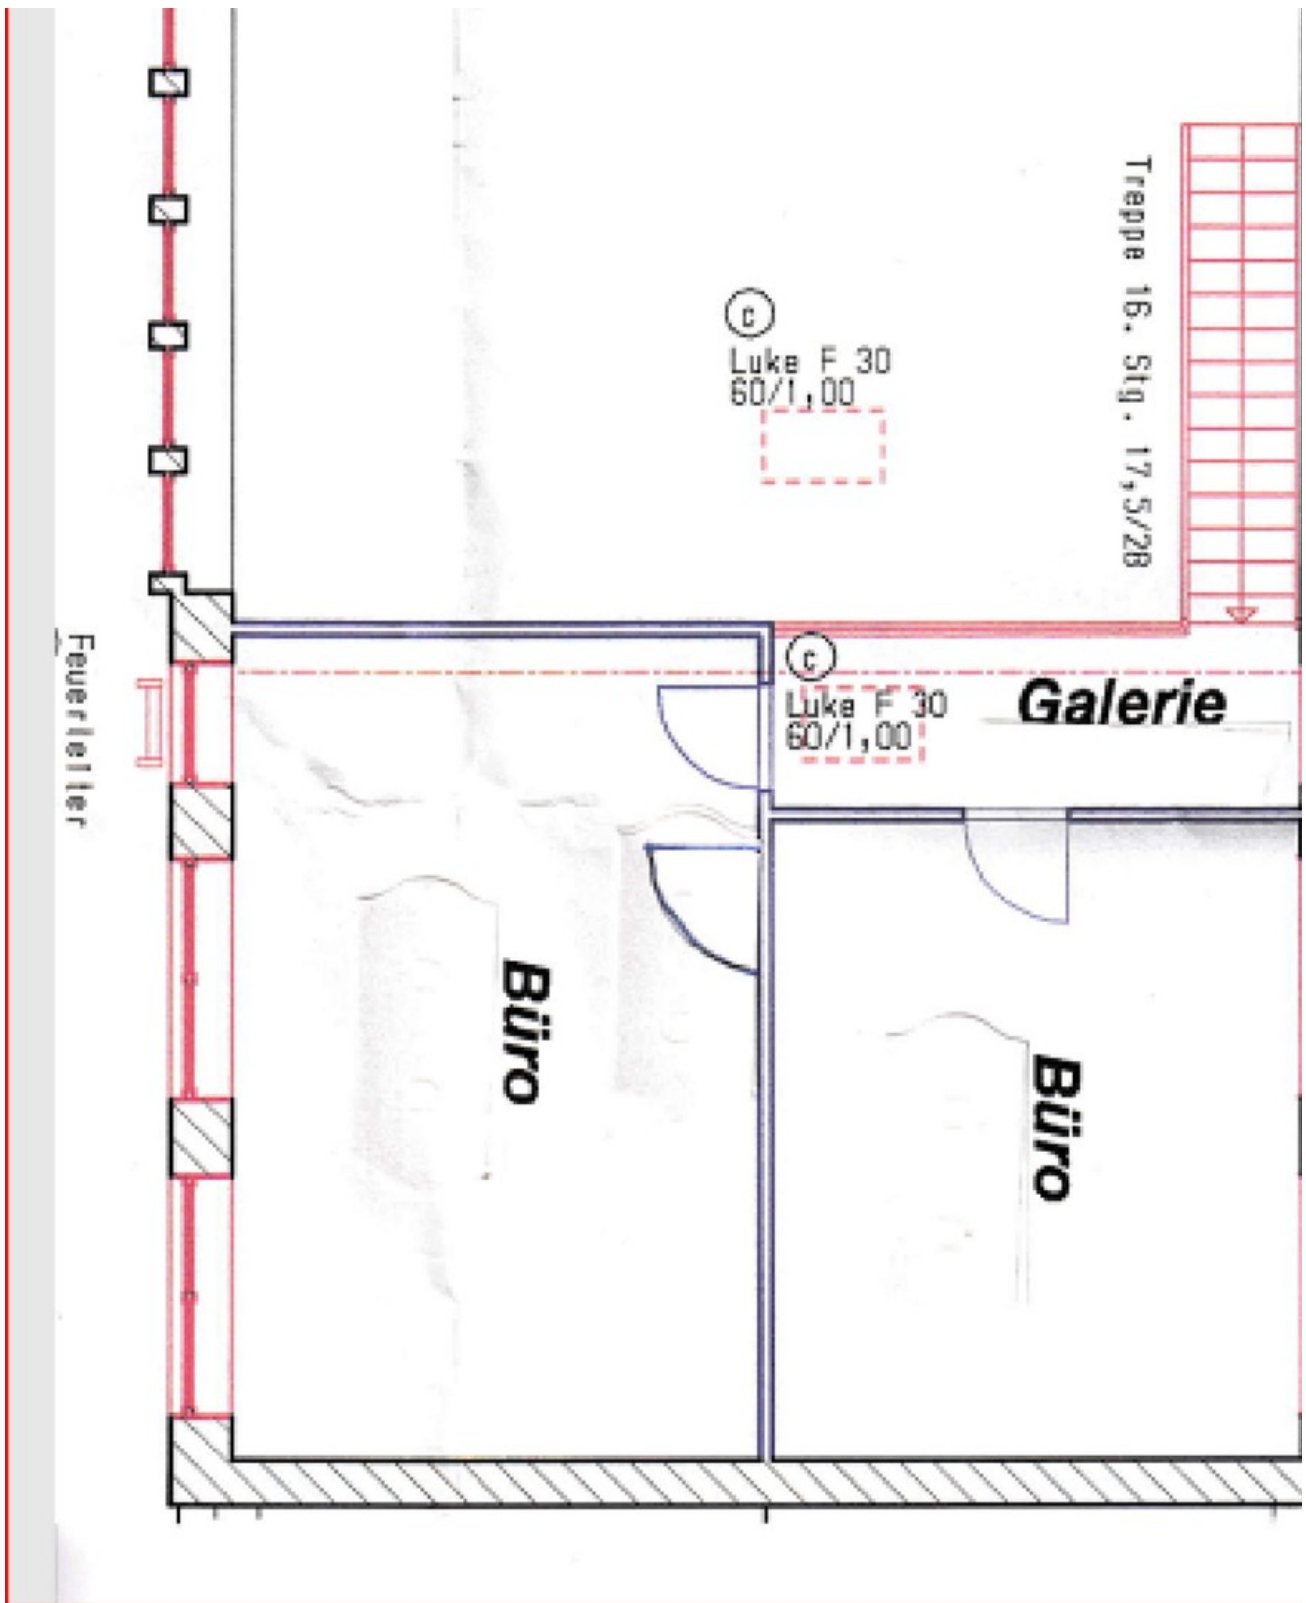 Treppe 16. Stg. 17,5/28
C
Luke F 30
60/1,00
C
Luke F 30
60/1,00
Galerie
Feuerleiter
Büro
Büro